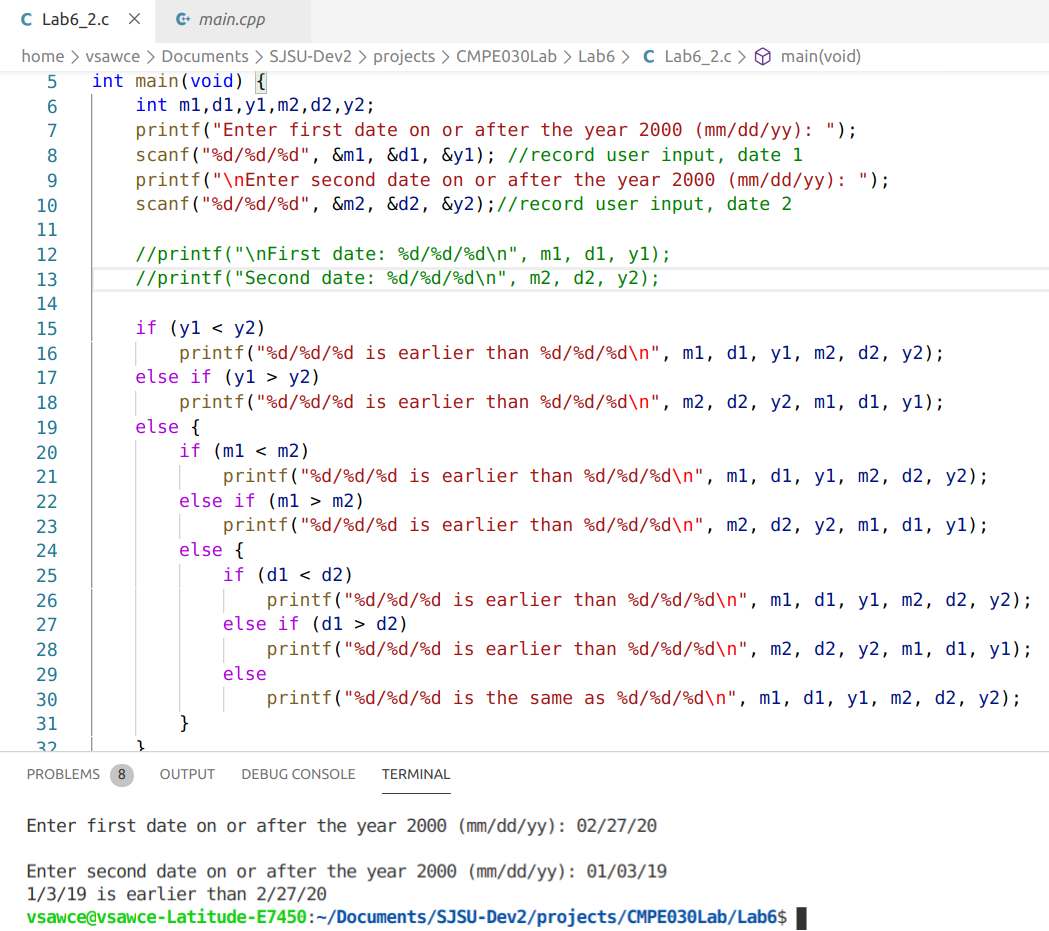 C Lab6_2.c × C++ main.cpp
home > vsawce > Documents > SJSU-Dev2 > projects > CMPE030Lab > Lab6 > C Lab6_2.c > main(void)
5 int main(void) {
6     int m1,d1,y1,m2,d2,y2;
7     printf("Enter first date on or after the year 2000 (mm/dd/yy): ");
8     scanf("%d/%d/%d", &m1, &d1, &y1); //record user input, date 1
9     printf("\nEnter second date on or after the year 2000 (mm/dd/yy): ");
10     scanf("%d/%d/%d", &m2, &d2, &y2);//record user input, date 2
11
12     //printf("\nFirst date: %d/%d/%d\n", m1, d1, y1);
13     //printf("Second date: %d/%d/%d\n", m2, d2, y2);
14
15     if (y1 < y2)
16         printf("%d/%d/%d is earlier than %d/%d/%d\n", m1, d1, y1, m2, d2, y2);
17     else if (y1 > y2)
18         printf("%d/%d/%d is earlier than %d/%d/%d\n", m2, d2, y2, m1, d1, y1);
19     else {
20         if (m1 < m2)
21             printf("%d/%d/%d is earlier than %d/%d/%d\n", m1, d1, y1, m2, d2, y2);
22         else if (m1 > m2)
23             printf("%d/%d/%d is earlier than %d/%d/%d\n", m2, d2, y2, m1, d1, y1);
24         else {
25             if (d1 < d2)
26                 printf("%d/%d/%d is earlier than %d/%d/%d\n", m1, d1, y1, m2, d2, y2);
27             else if (d1 > d2)
28                 printf("%d/%d/%d is earlier than %d/%d/%d\n", m2, d2, y2, m1, d1, y1);
29             else
30                 printf("%d/%d/%d is the same as %d/%d/%d\n", m1, d1, y1, m2, d2, y2);
31         }
32     }
PROBLEMS 8 OUTPUT DEBUG CONSOLE TERMINAL
Enter first date on or after the year 2000 (mm/dd/yy): 02/27/20
Enter second date on or after the year 2000 (mm/dd/yy): 01/03/19
1/3/19 is earlier than 2/27/20
vsawce@vsawce-Latitude-E7450:~/Documents/SJSU-Dev2/projects/CMPE030Lab/Lab6$